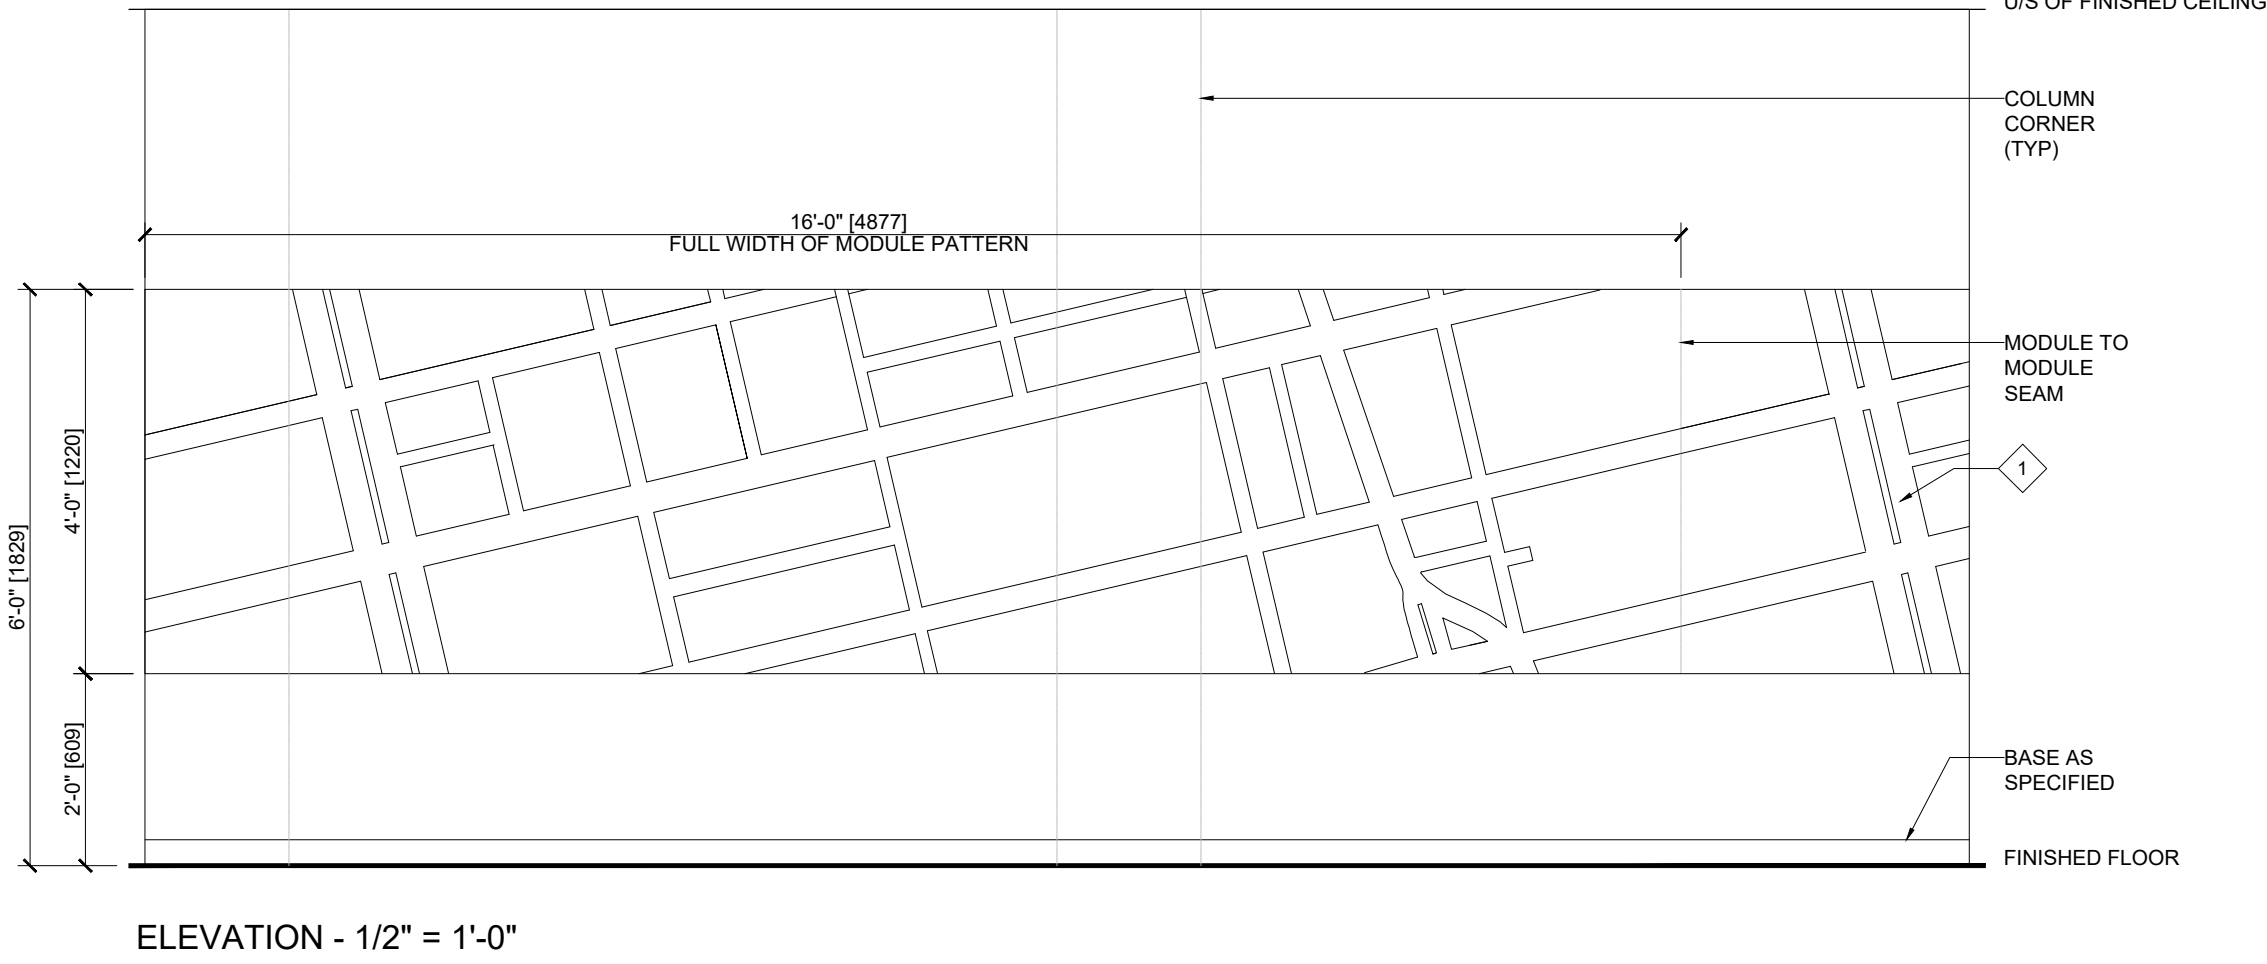 U/S OF FINISHED CEILING
COLUMN
CORNER
(TYP)
16'-0" [4877]
FULL WIDTH OF MODULE PATTERN
MODULE TO
MODULE
SEAM
1
4'-0" [1220]
6'-0" [1829]
2'-0" [609]
BASE AS
SPECIFIED
FINISHED FLOOR
ELEVATION - 1/2" = 1'-0"